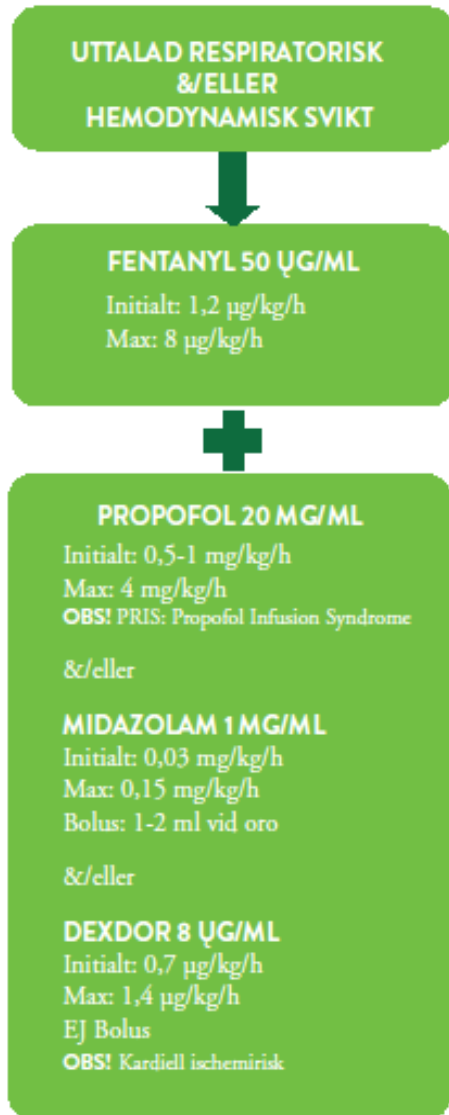 UTTALAD RESPIRATORISK
&/ELLER
HEMODYNAMISK SVIKT
FENTANYL 50 ŲG/ML
Initialt: 1,2 µg/kg/h
Max: 8 µg/kg/h
PROPOFOL 20 MG/ML
Initialt: 0,5-1 mg/kg/h
Max: 4 mg/kg/h
OBS! PRIS: Propofol Infusion Syndrome
&/eller
MIDAZOLAM 1 MG/ML
Initialt: 0,03 mg/kg/h
Max: 0,15 mg/kg/h
Bolus: 1-2 ml vid oro
&/eller
DEXDOR 8 ŲG/ML
Initialt: 0,7 µg/kg/h
Max: 1,4 µg/kg/h
EJ Bolus
OBS! Kardiell ischemirisk